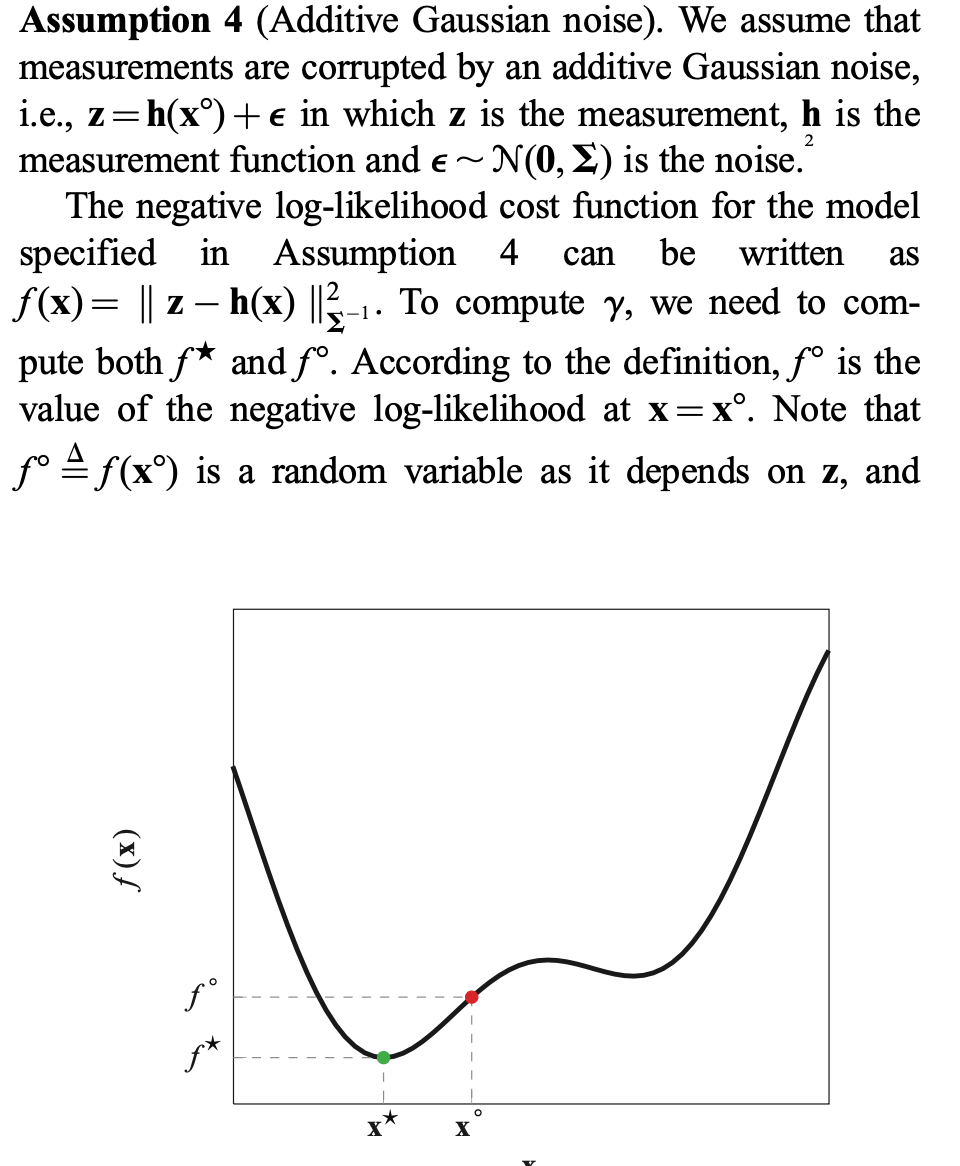 Assumption 4 (Additive Gaussian noise). We assume that
measurements are corrupted by an additive Gaussian noise,
i.e., z = h(x°) + ϵ in which z is the measurement, h is the
measurement function and ϵ ~ N(0, Σ) is the noise.²
The negative log-likelihood cost function for the model
specified in Assumption 4 can be written as
f(x) = ‖ z − h(x) ‖²_Σ⁻¹. To compute γ, we need to com-
pute both f★ and f°. According to the definition, f° is the
value of the negative log-likelihood at x = x°. Note that
f° ≜ f(x°) is a random variable as it depends on z, and
f(x)
f°
f★
x★ x°